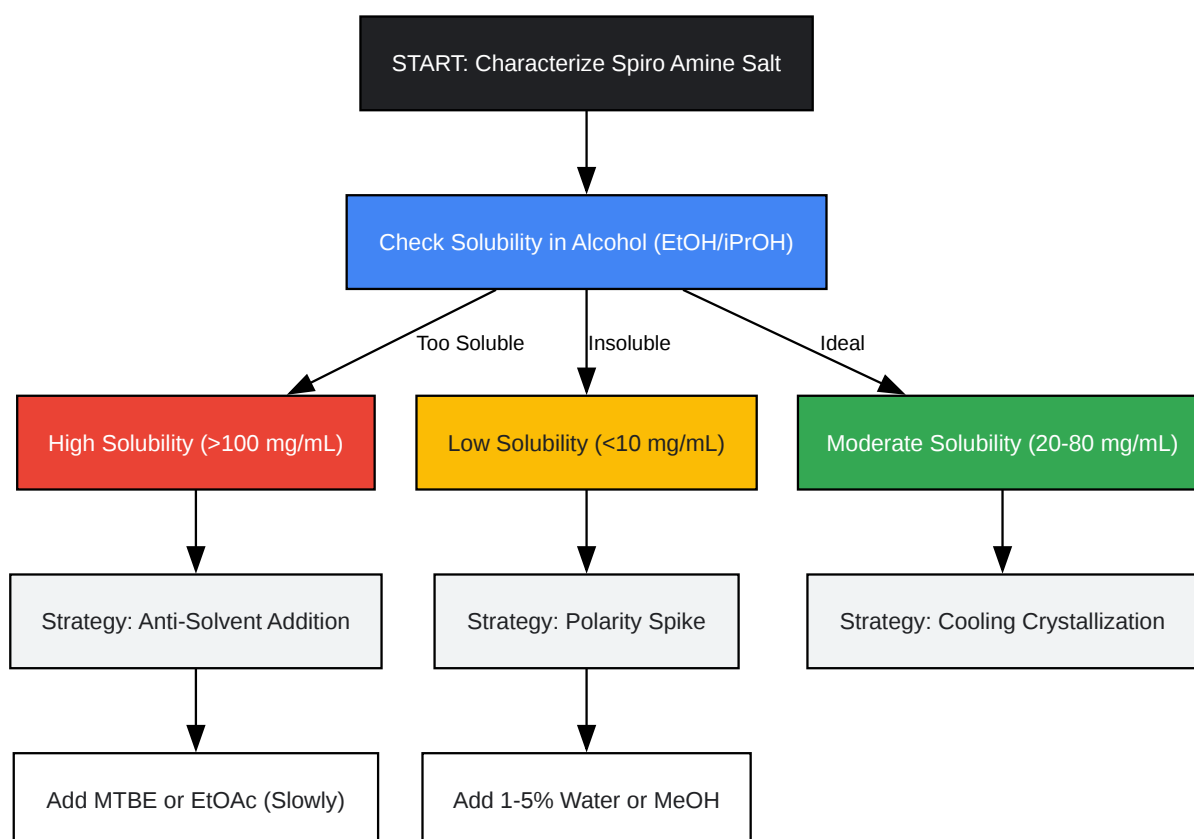 START: Characterize Spiro Amine Salt
Check Solubility in Alcohol (EtOH/iPrOH)
Too Soluble
Insoluble
Ideal
High Solubility (>100 mg/mL)
Low Solubility (<10 mg/mL)
Moderate Solubility (20-80 mg/mL)
Strategy: Anti-Solvent Addition
Strategy: Polarity Spike
Strategy: Cooling Crystallization
Add MTBE or EtOAc (Slowly)
Add 1-5% Water or MeOH